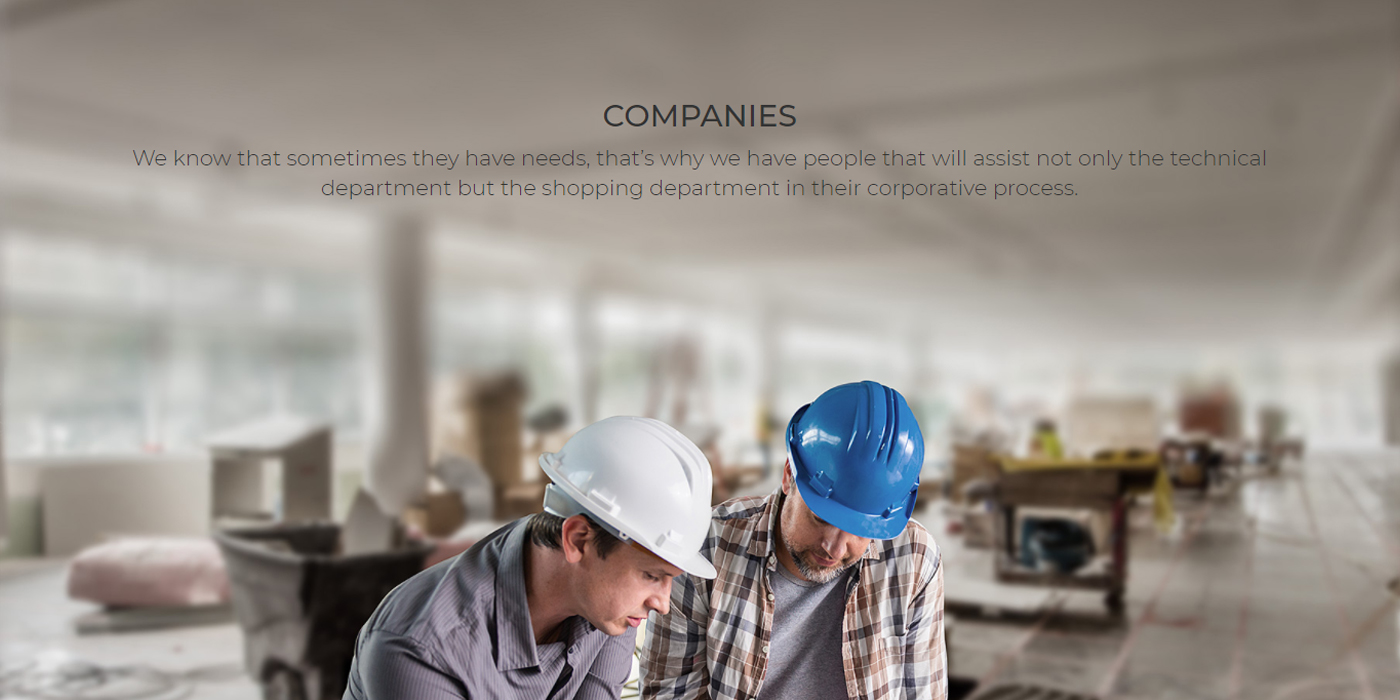 COMPANIES
We know that sometimes they have needs, that's why we have people that will assist not only the technical
department but the shopping department in their corporative process.